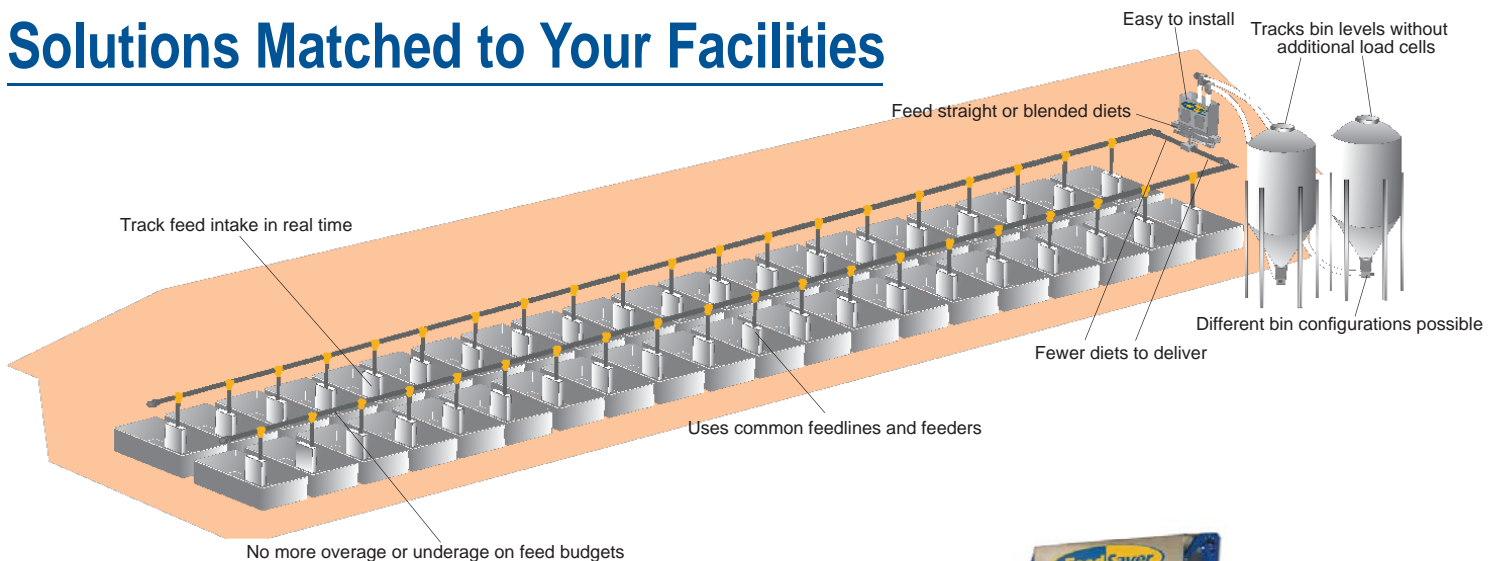 Solutions Matched to Your Facilities
Easy to install
Tracks bin levels without
additional load cells
Feed straight or blended diets
Track feed intake in real time
Different bin configurations possible
Fewer diets to deliver
Uses common feedlines and feeders
No more overage or underage on feed budgets
FeedSaver